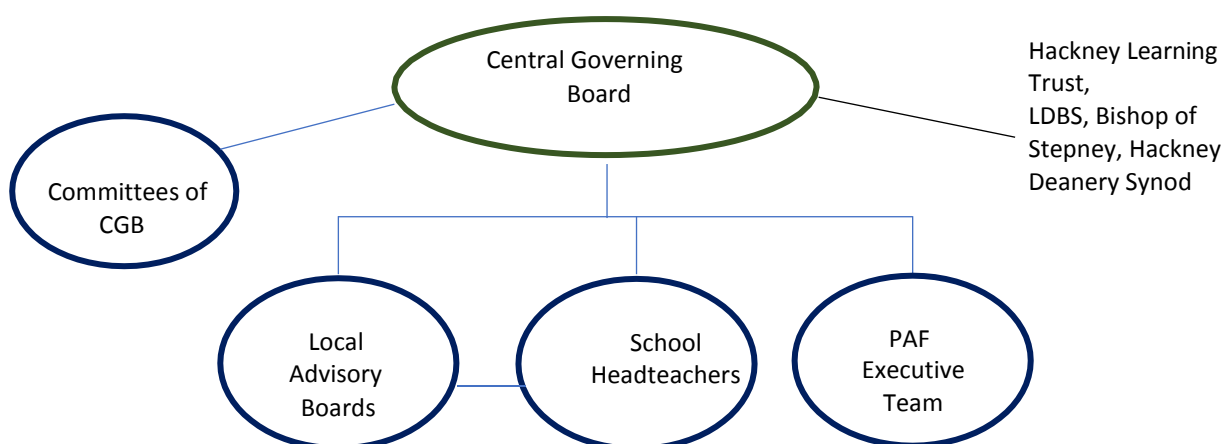 Central Governing
Board
Hackney Learning
Trust,
LDBS, Bishop of
Stepney, Hackney
Deanery Synod
Committees of
CGB
Local
Advisory
Boards
School
Headteachers
PAF
Executive
Team